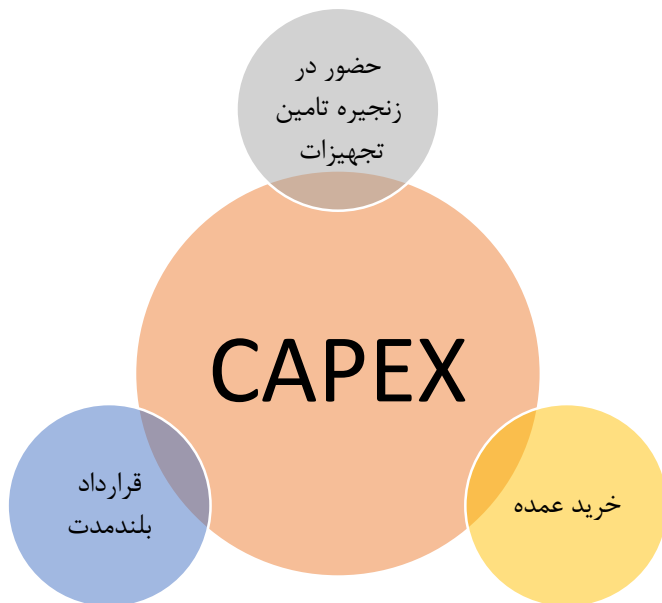 حضور در
زنجیره تامین
تجهیزات
CAPEX
خرید عمده
قرارداد
بلندمدت